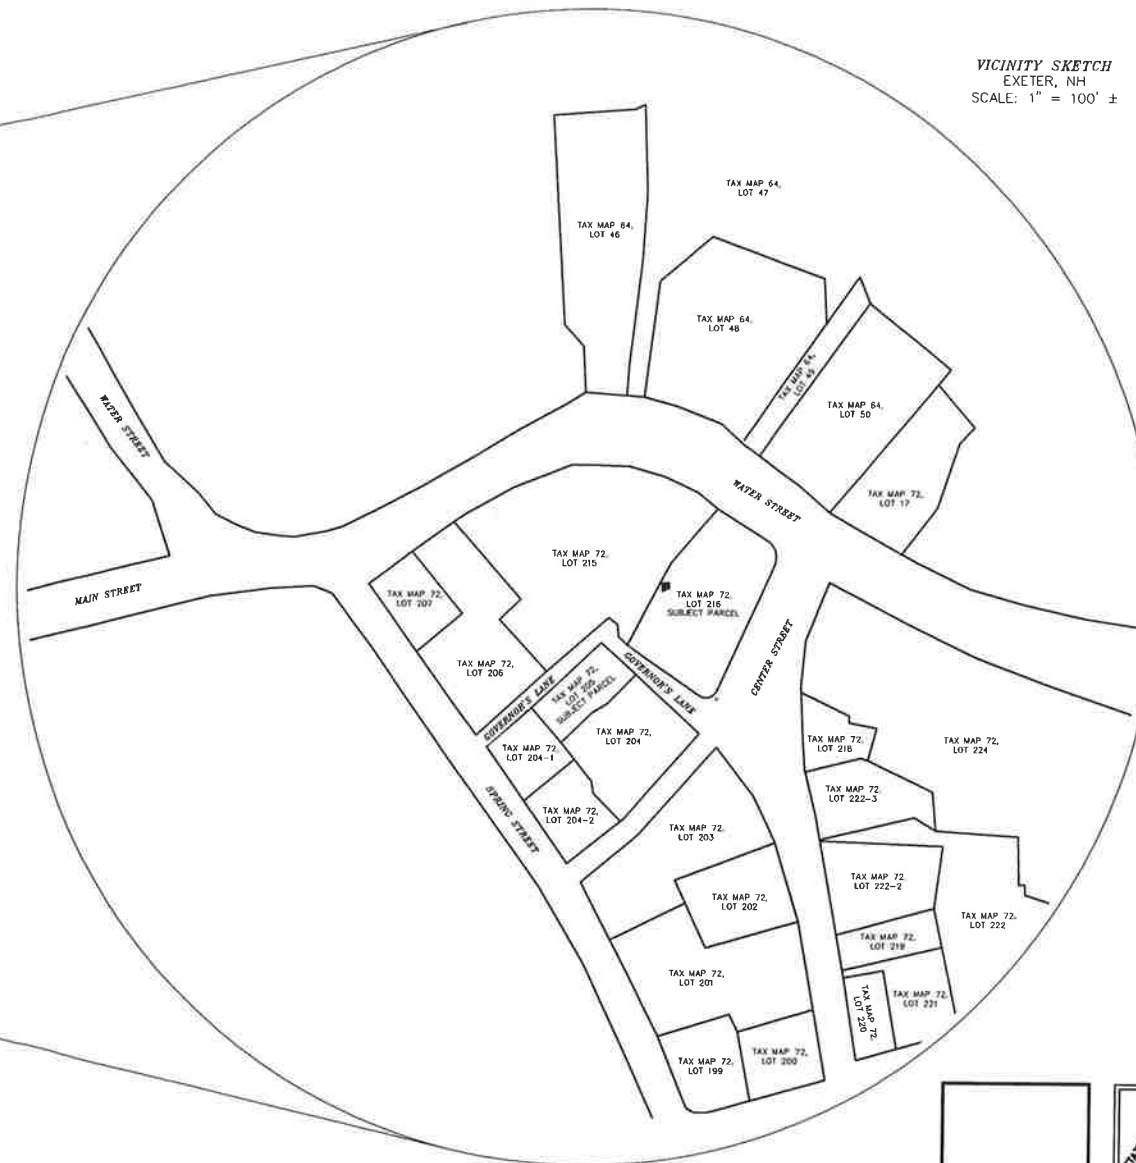 VICINITY SKETCH
EXETER, NH
SCALE: 1" = 100' ±
TAX MAP 64,
LOT 47
TAX MAP 64,
LOT 46
TAX MAP 64,
LOT 48
TAX MAP 64,
LOT 49
TAX MAP 64,
LOT 50
WATER STREET
TAX MAP 72,
LOT 17
WATER STREET
TAX MAP 72,
LOT 215
MAIN STREET
TAX MAP 72,
LOT 207
TAX MAP 72,
LOT 216
SUBJECT PARCEL
CENTER STREET
TAX MAP 72,
LOT 206
GOVERNOR'S LANE
TAX MAP 72,
LOT 205
SUBJECT PARCEL
GOVERNOR'S LANE
TAX MAP 72,
LOT 204
TAX MAP 72,
LOT 204-1
TAX MAP 72,
LOT 218
TAX MAP 72,
LOT 224
TAX MAP 72,
LOT 222-3
SPRING STREET
TAX MAP 72,
LOT 204-2
TAX MAP 72,
LOT 203
TAX MAP 72,
LOT 202
TAX MAP 72,
LOT 222-2
TAX MAP 72,
LOT 222
TAX MAP 72,
LOT 219
TAX MAP 72,
LOT 201
TAX MAP 72,
LOT 220
TAX MAP 72,
LOT 221
TAX MAP 72,
LOT 199
TAX MAP 72,
LOT 200